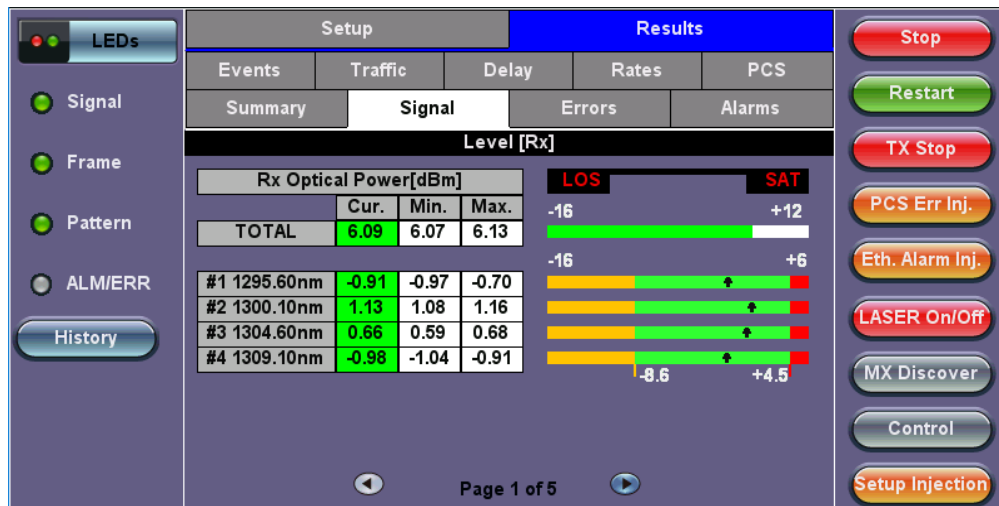 LEDs
Signal
Frame
Pattern
ALM/ERR
History
Setup Results
Events Traffic Delay Rates PCS
Summary Signal Errors Alarms
Level [Rx]
Rx Optical Power[dBm]
Cur. Min. Max.
TOTAL 6.09 6.07 6.13
#1 1295.60nm -0.91 -0.97 -0.70
#2 1300.10nm 1.13 1.08 1.16
#3 1304.60nm 0.66 0.59 0.68
#4 1309.10nm -0.98 -1.04 -0.91
LOS SAT
-16 +12
-16 +6
-8.6 +4.5
Page 1 of 5
Stop
Restart
TX Stop
PCS Err Inj.
Eth. Alarm Inj.
LASER On/Off
MX Discover
Control
Setup Injection